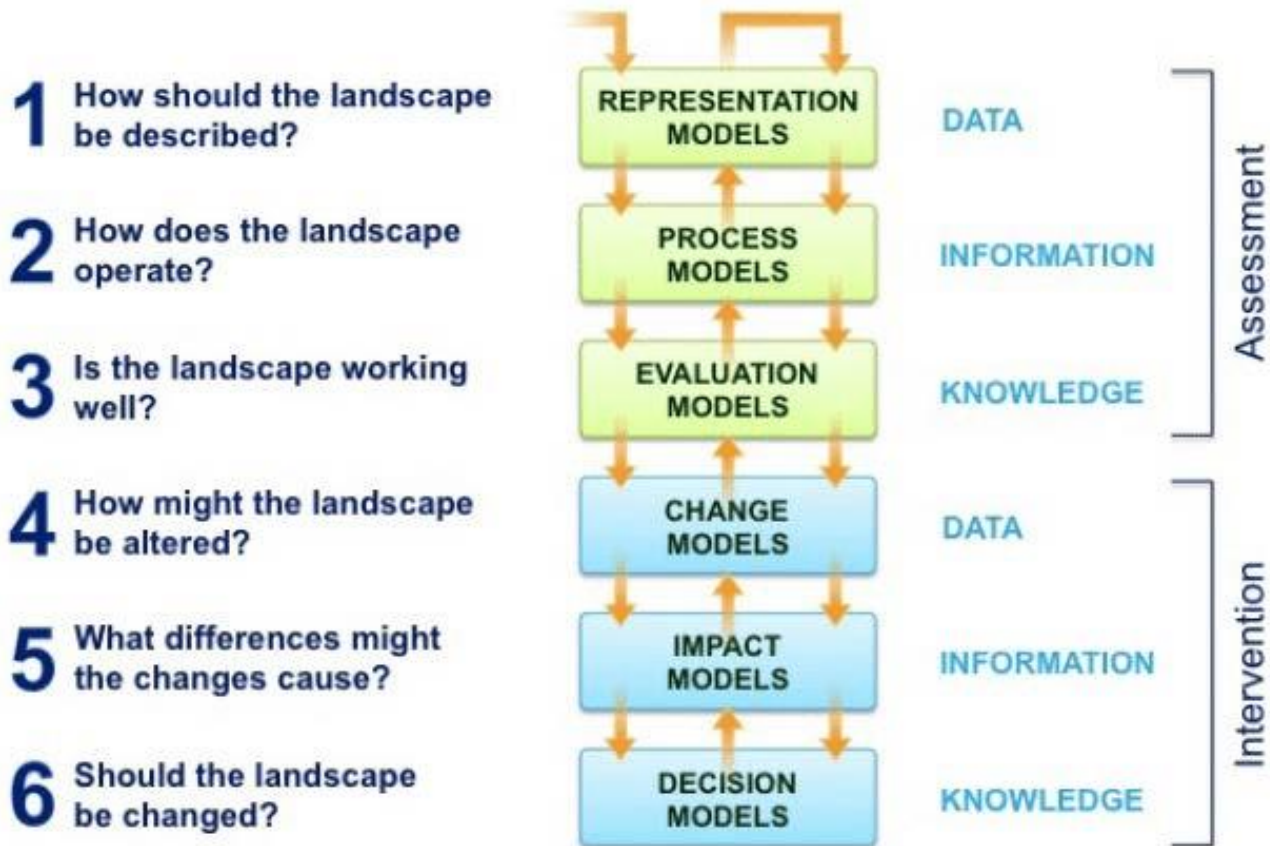 1 How should the landscape
be described?
REPRESENTATION
MODELS
DATA
2 How does the landscape
operate?
PROCESS
MODELS
INFORMATION
3 Is the landscape working
well?
EVALUATION
MODELS
KNOWLEDGE
Assessment
4 How might the landscape
be altered?
CHANGE
MODELS
DATA
5 What differences might
the changes cause?
IMPACT
MODELS
INFORMATION
6 Should the landscape
be changed?
DECISION
MODELS
KNOWLEDGE
Intervention